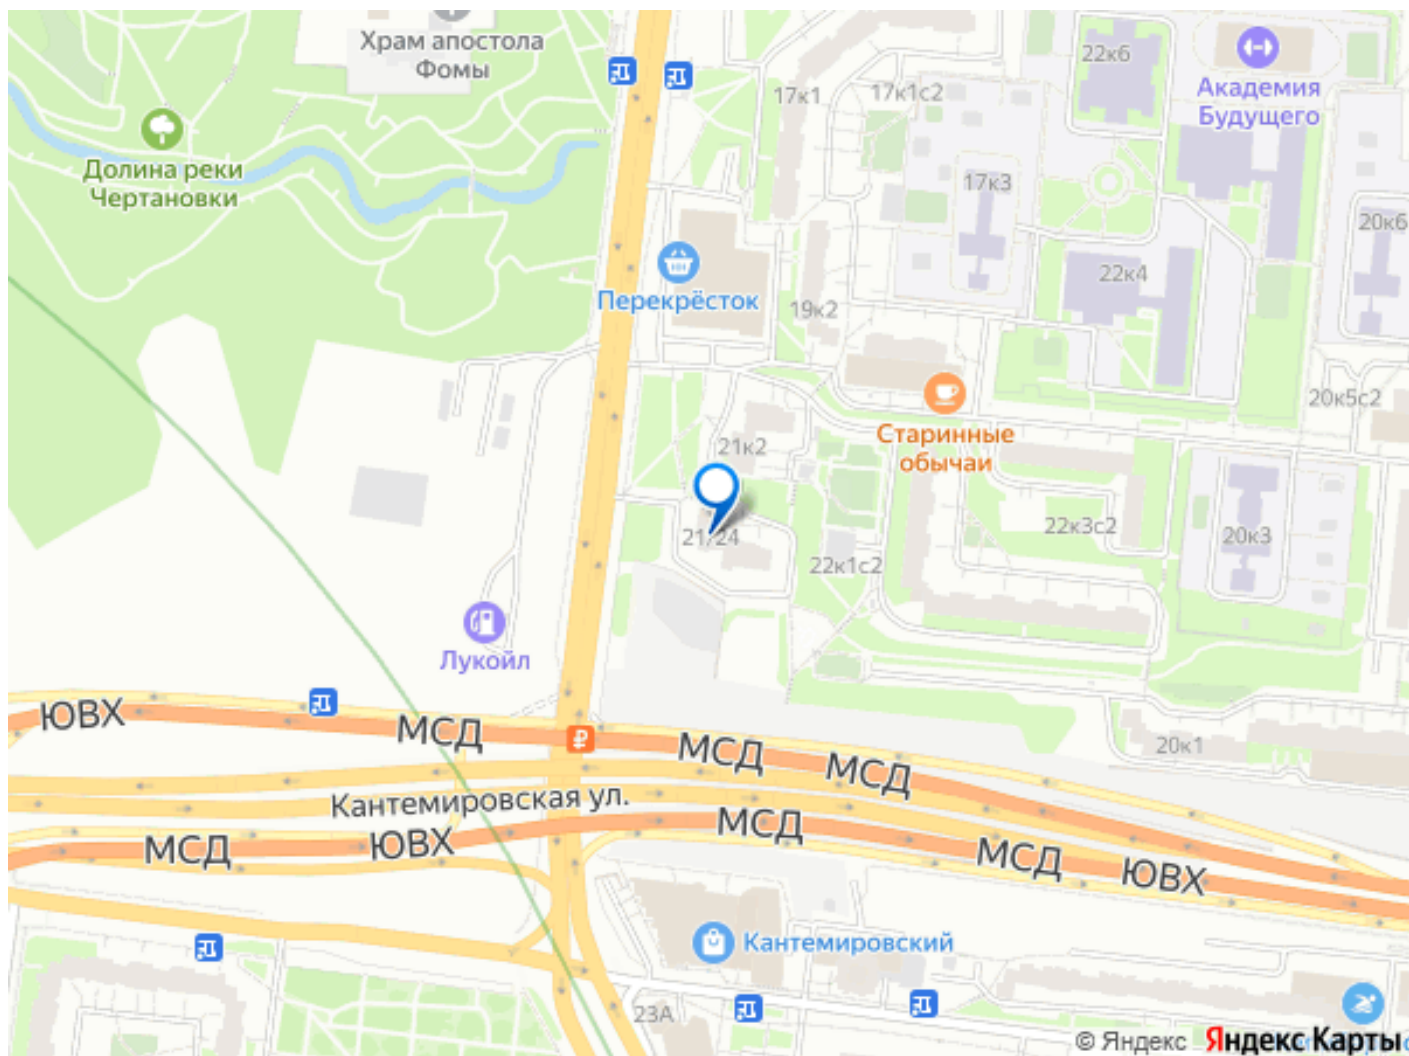 Храм апостола
Фомы
22к6
Академия
Будущего
17к1
17к1с2
Долина реки
Чертановки
17к3
20к6
22к4
Перекрёсток
19к2
20к5с2
Старинные
обычаи
21к2
21/24
22к3с2
20к3
22к1с2
Лукойл
ЮВХ
МСД
МСД
МСД
20к1
Кантемировская ул.
МСД
ЮВХ
МСД
МСД
ЮВХ
Кантемировский
23А
© Яндекс Яндекс Карты